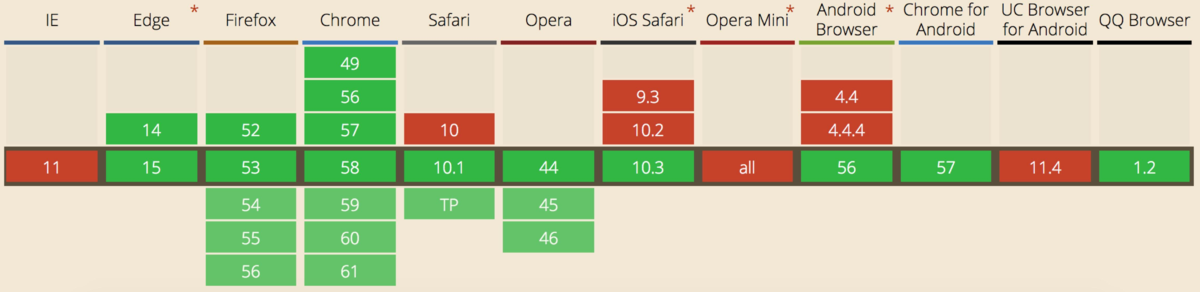 IE Edge * Firefox Chrome Safari Opera iOS Safari * Opera Mini * Android Browser * Chrome for Android UC Browser for Android QQ Browser
49
56 9.3 4.4
14 52 57 10 10.2 4.4.4
11 15 53 58 10.1 44 10.3 all 56 57 11.4 1.2
54 59 TP 45
55 60 46
56 61